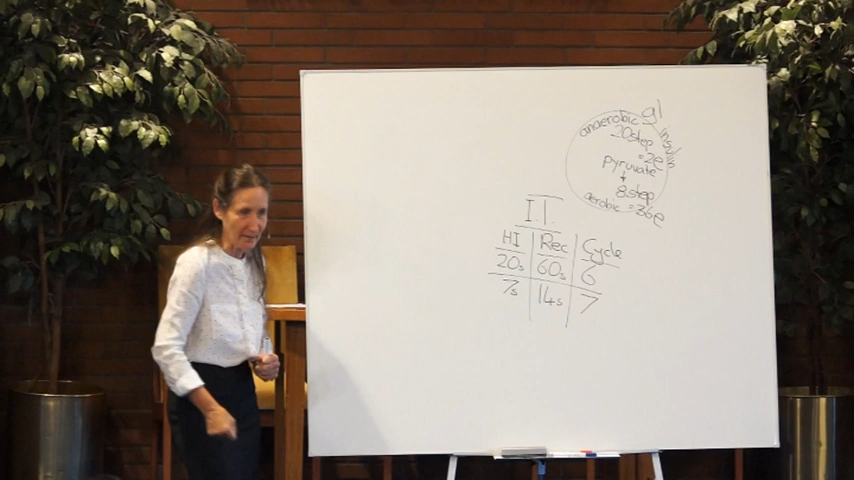 gl
insulin
anaerobic
20step
=2e
pyruvate
↓
8step
aerobic =36e
I.T.
HI Rec Cycle
20s 60s 6
7s 14s 7